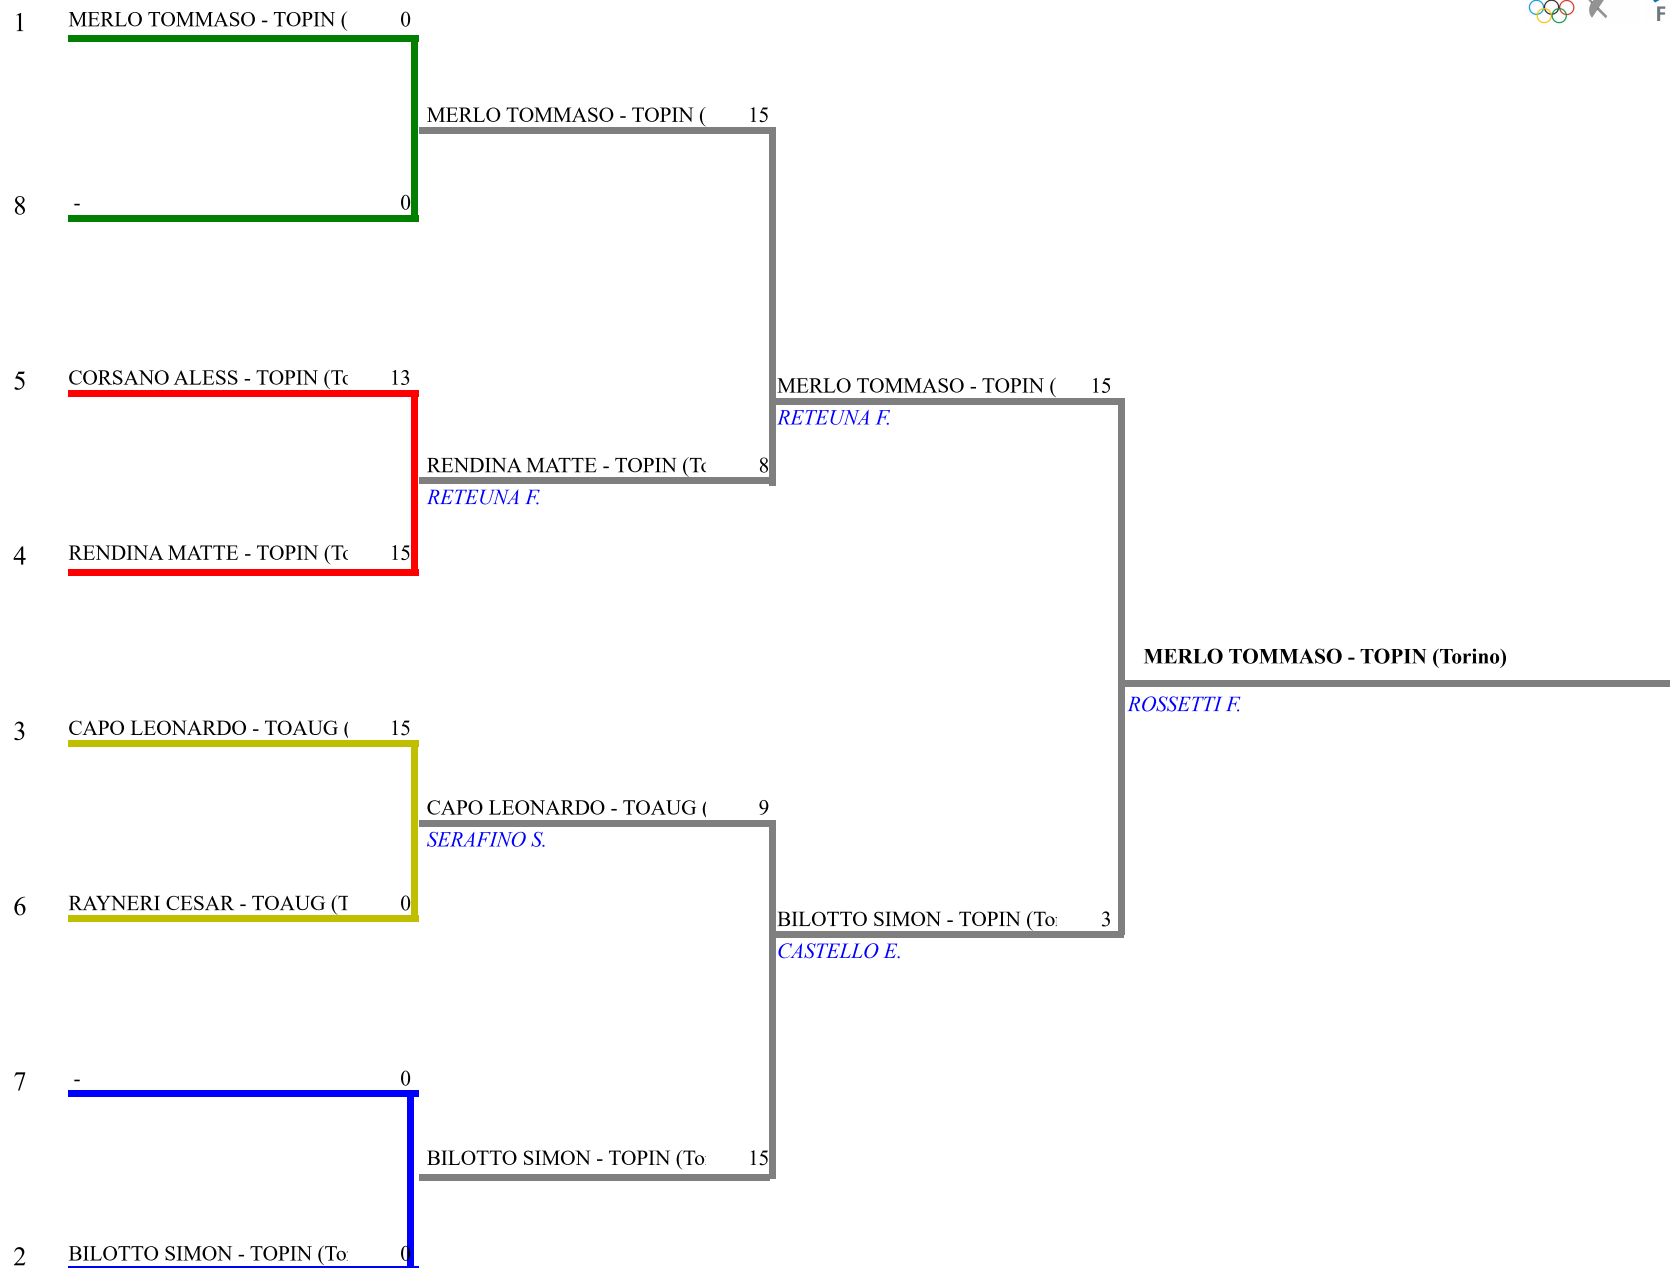 1 MERLO TOMMASO - TOPIN ( 0
MERLO TOMMASO - TOPIN ( 15
8 - 0
5 CORSANO ALESS - TOPIN (To 13
MERLO TOMMASO - TOPIN ( 15
RETEUNA F.
RENDINA MATTE - TOPIN (To 8
RETEUNA F.
4 RENDINA MATTE - TOPIN (To 15
MERLO TOMMASO - TOPIN (Torino)
ROSSETTI F.
3 CAPO LEONARDO - TOAUG ( 15
CAPO LEONARDO - TOAUG ( 9
SERAFINO S.
6 RAYNERI CESAR - TOAUG (T 0
BILOTTO SIMON - TOPIN (Tor 3
CASTELLO E.
7 - 0
BILOTTO SIMON - TOPIN (To 15
2 BILOTTO SIMON - TOPIN (To 0
F